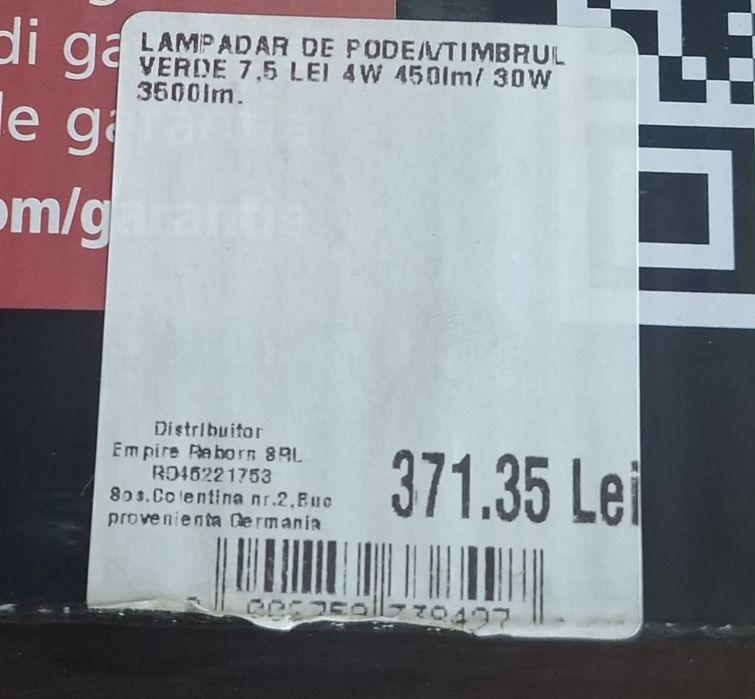 di ga
le ga
om/g
LAMPADAR DE PODEA/TIMBRUL
VERDE 7,5 LEI 4W 450lm/ 30W
3500lm.
Distribuitor
Empire Reborn SRL
RO46221753
Sos.Colentina nr.2,Buc
provenienta Germania
371.35 Lei